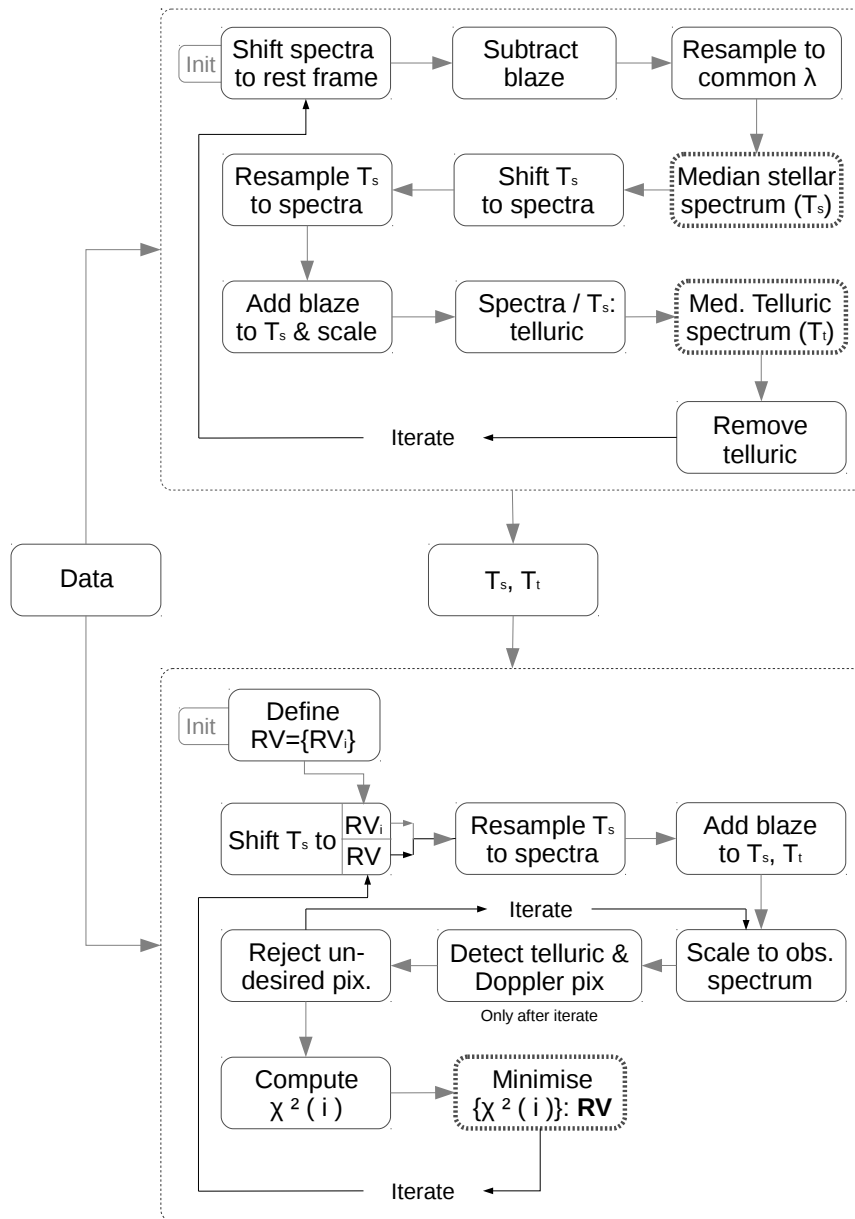 Init
Shift spectra
to rest frame
Subtract
blaze
Resample to
common λ
Resample Tₛ
to spectra
Shift Tₛ
to spectra
Median stellar
spectrum (Tₛ)
Add blaze
to Tₛ & scale
Spectra / Tₛ:
telluric
Med. Telluric
spectrum (Tₜ)
Iterate
Remove
telluric
Data
Tₛ, Tₜ
Init
Define
RV={RVᵢ}
Shift Tₛ to
RVᵢ
RV
Resample Tₛ
to spectra
Add blaze
to Tₛ, Tₜ
Iterate
Reject un-
desired pix.
Detect telluric &
Doppler pix
Only after iterate
Scale to obs.
spectrum
Compute
χ ² ( i )
Minimise
{χ ² ( i )}: RV
Iterate